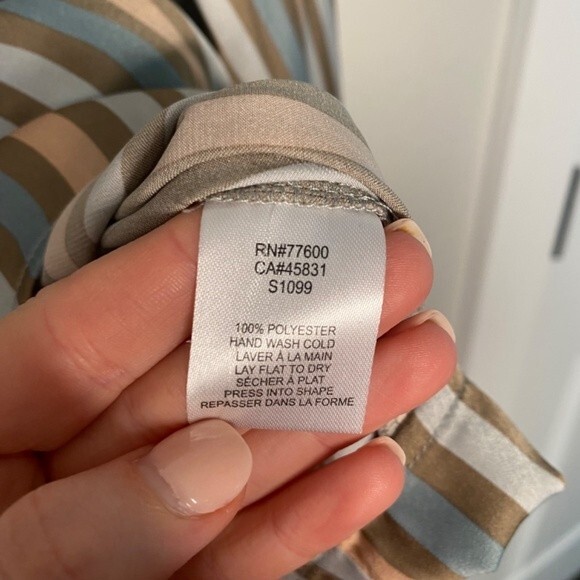 RN#77600
CA#45831
S1099
100% POLYESTER
HAND WASH COLD
LAVER À LA MAIN
LAY FLAT TO DRY
SÉCHER À PLAT
PRESS INTO SHAPE
REPASSER DANS LA FORME